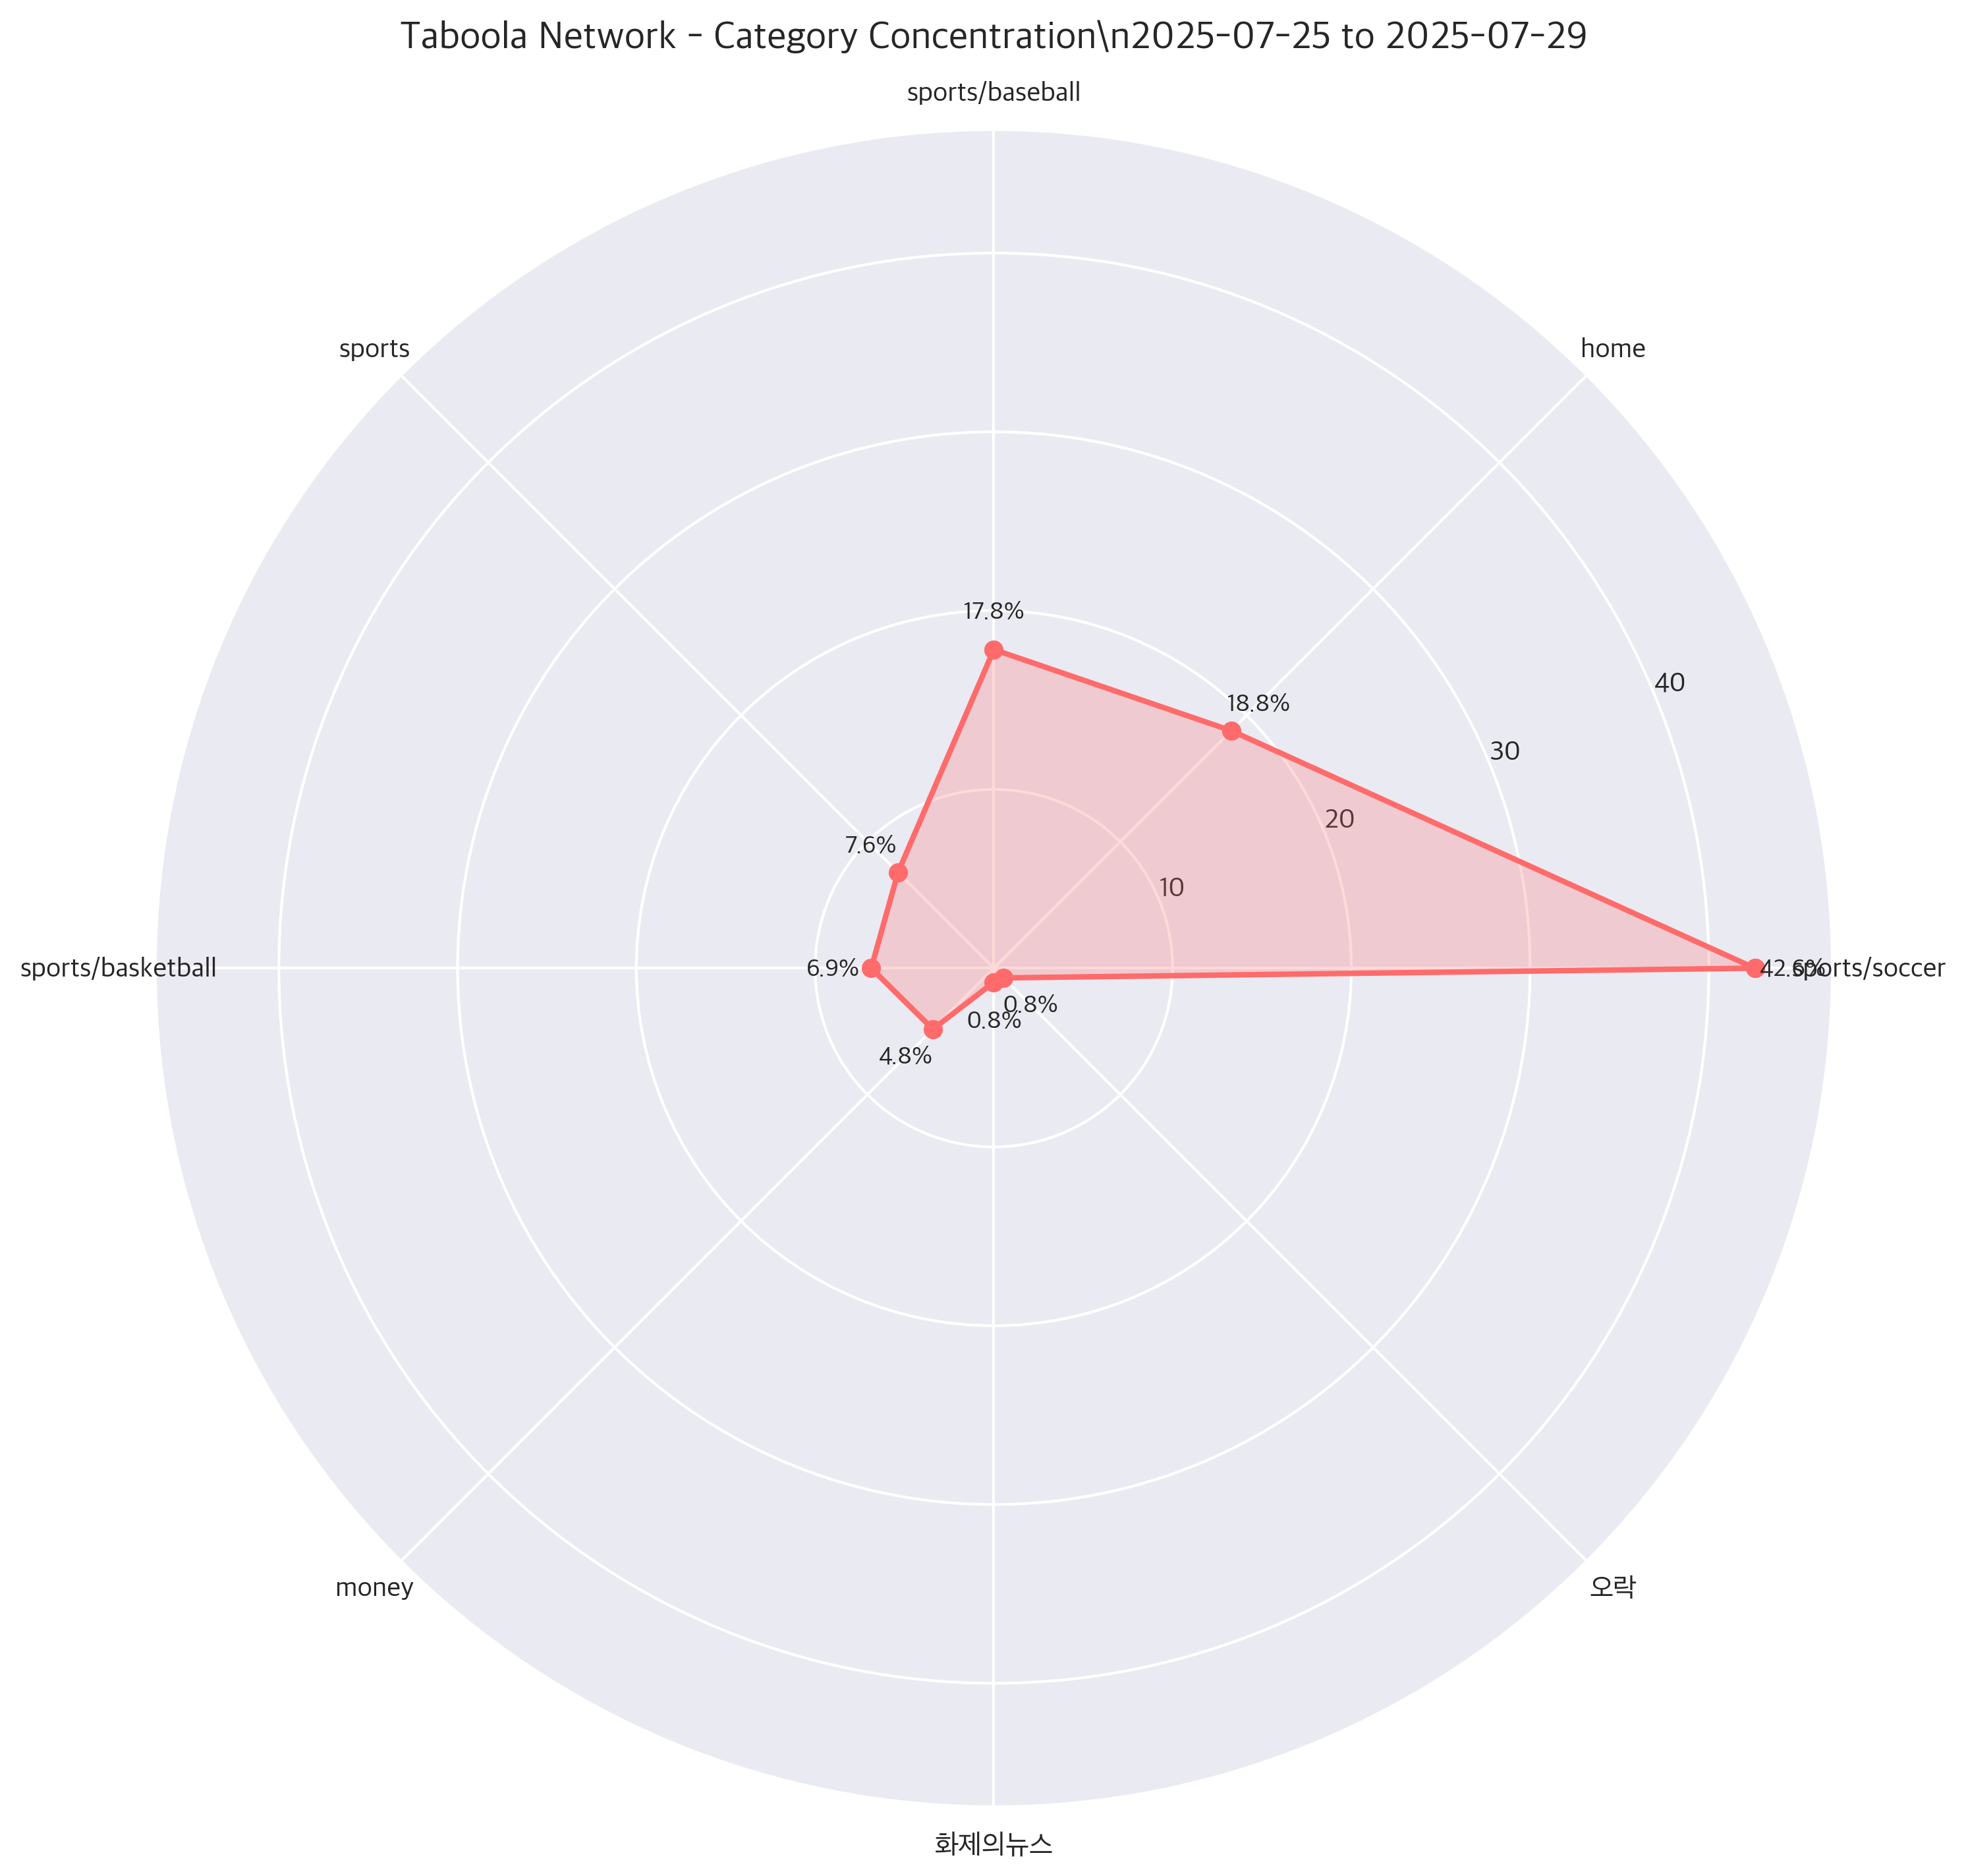 Taboola Network - Category Concentration\n2025-07-25 to 2025-07-29
sports/baseball
sports
home
17.8%
18.8%
40
30
20
7.6%
10
sports/basketball
6.9%
42.6%
sports/soccer
0.8%
0.8%
4.8%
money
오락
화제의뉴스